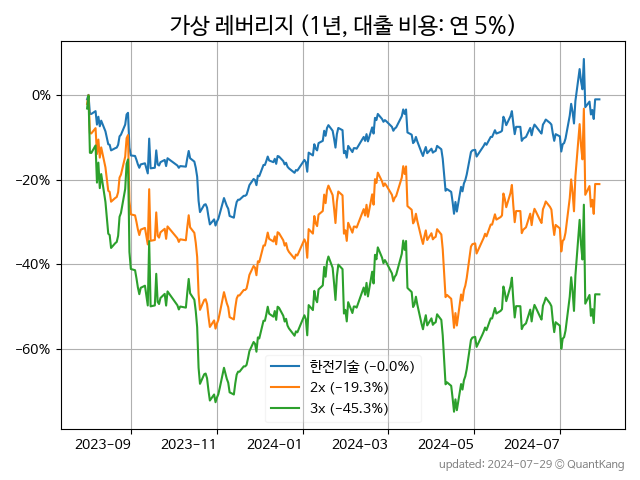 가상 레버리지 (1년, 대출 비용: 연 5%)
0%
−20%
−40%
−60%
한전기술 (−0.0%)
2x (−19.3%)
3x (−45.3%)
2023-09 2023-11 2024-01 2024-03 2024-05 2024-07
updated: 2024-07-29 © QuantKang